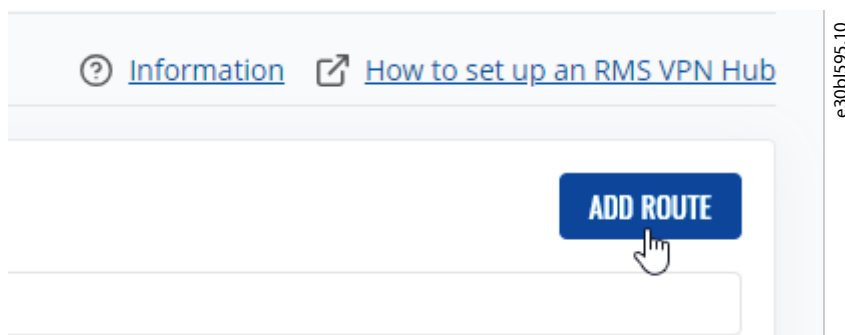 Information How to set up an RMS VPN Hub
ADD ROUTE
e30bl595.10